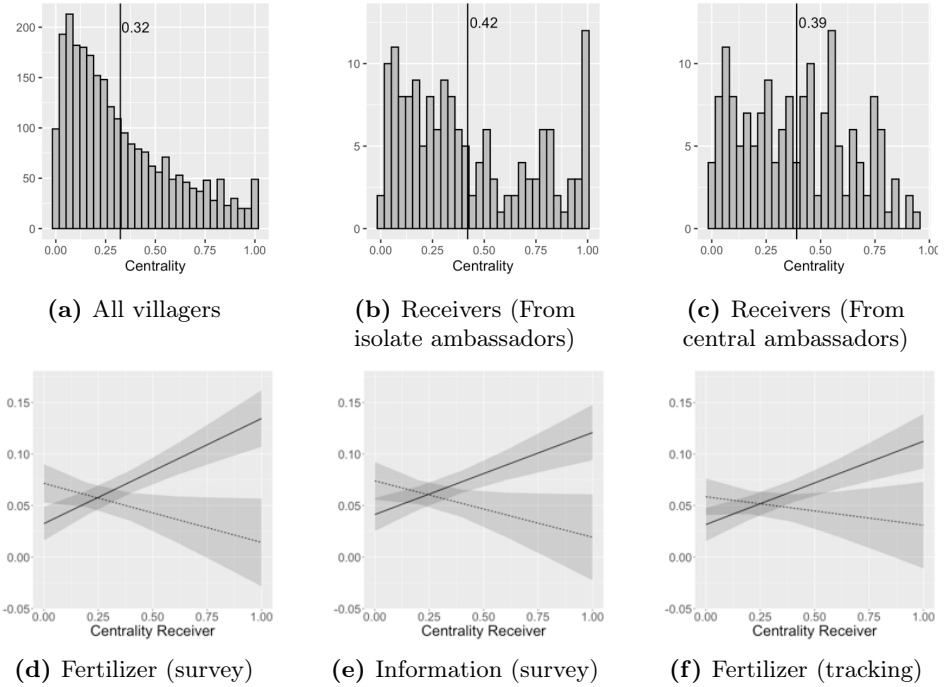 0.32
0.42
0.39
200
150
100
50
0
10
5
0
10
5
0
0.00 0.25 0.50 0.75 1.00
0.00 0.25 0.50 0.75 1.00
0.00 0.25 0.50 0.75 1.00
Centrality
Centrality
Centrality
(a) All villagers
(b) Receivers (From
isolate ambassadors)
(c) Receivers (From
central ambassadors)
0.15
0.10
0.05
0.00
-0.05
0.15
0.10
0.05
0.00
-0.05
0.15
0.10
0.05
0.00
-0.05
0.00 0.25 0.50 0.75 1.00
0.00 0.25 0.50 0.75 1.00
0.00 0.25 0.50 0.75 1.00
Centrality Receiver
Centrality Receiver
Centrality Receiver
(d) Fertilizer (survey)
(e) Information (survey)
(f) Fertilizer (tracking)